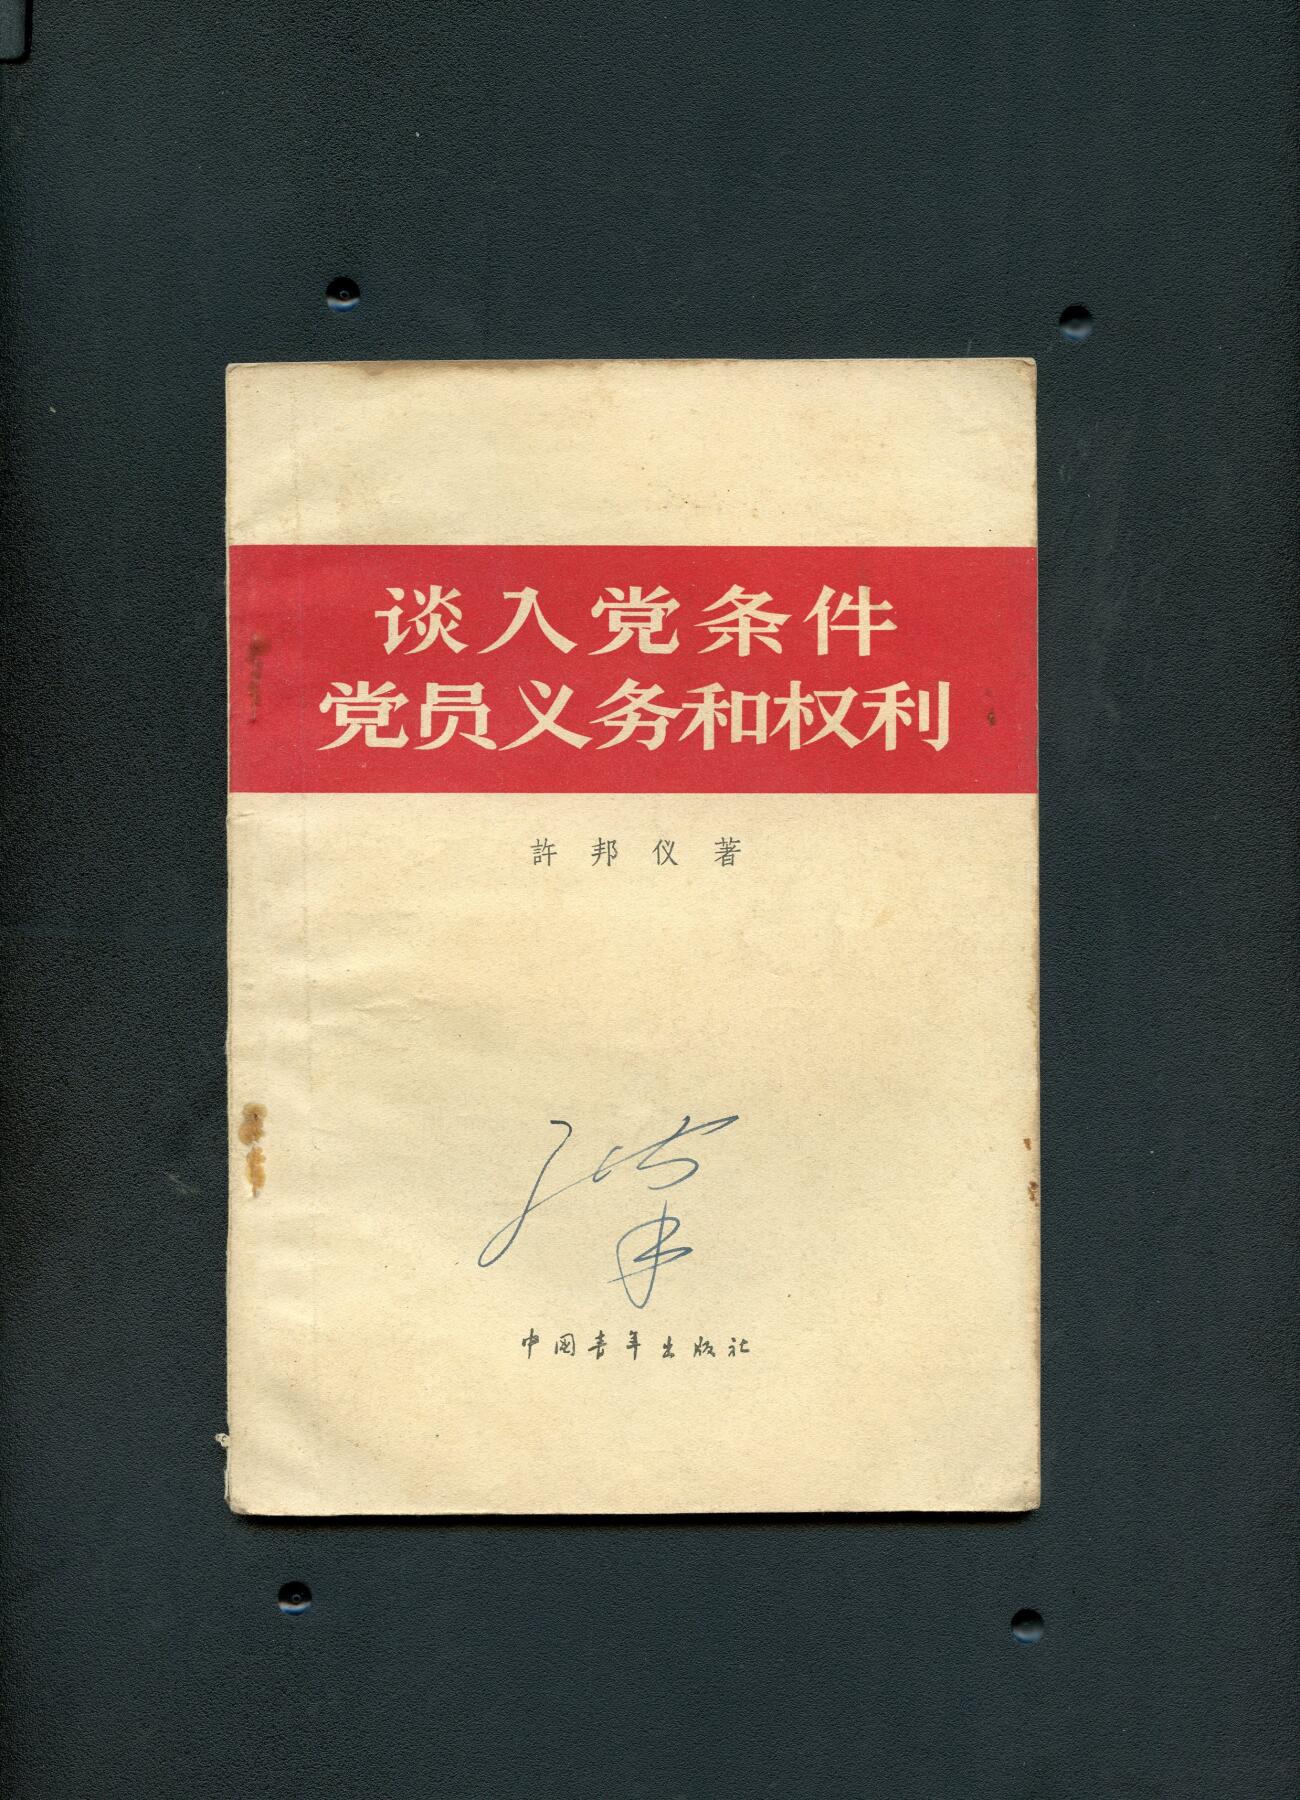 谈入党条件
党员义务和权利
許邦仪著
中国青年出版社